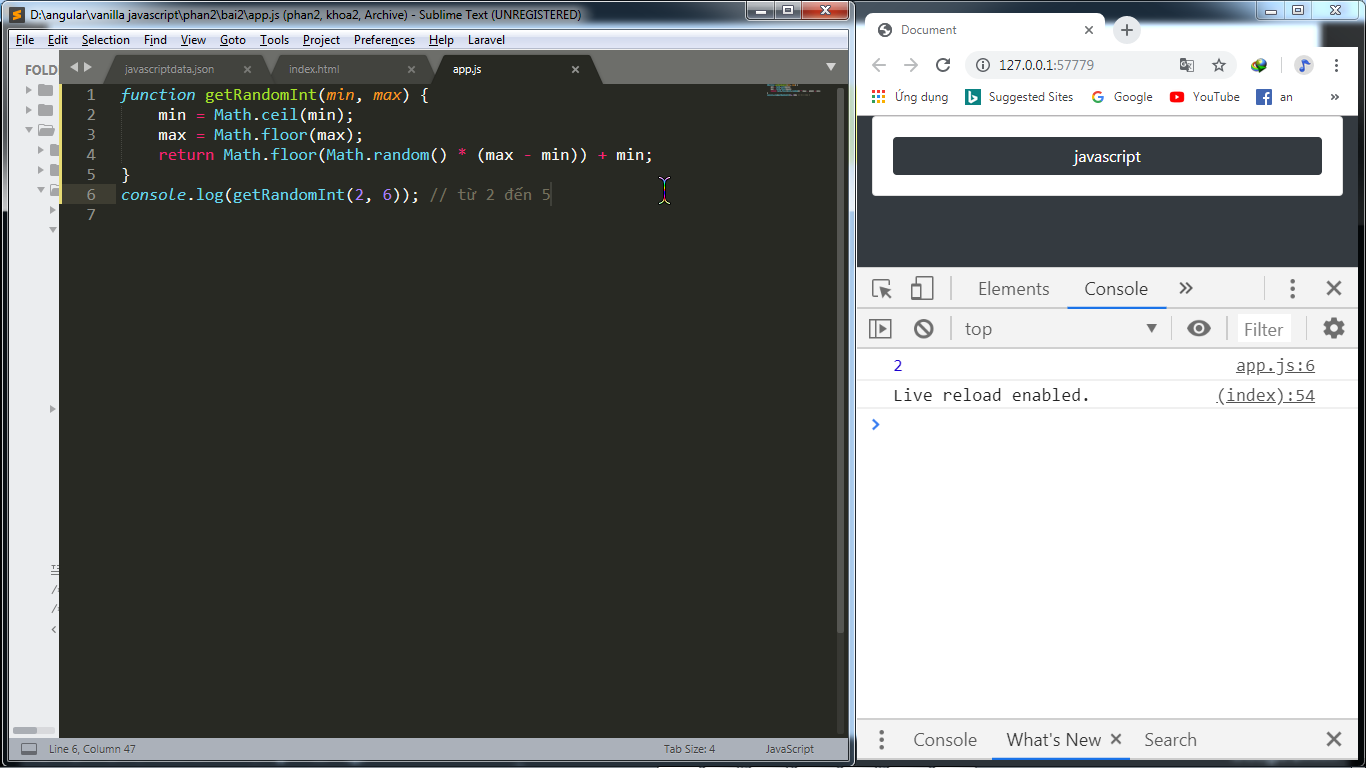 D:\angular\vanilla javascript\phan2\bai2\app.js (phan2, khoa2, Archive) - Sublime Text (UNREGISTERED)
File Edit Selection Find View Goto Tools Project Preferences Help Laravel
FOLD
javascriptdata.json index.html app.js
1 function getRandomInt(min, max) {
2 min = Math.ceil(min);
3 max = Math.floor(max);
4 return Math.floor(Math.random() * (max - min)) + min;
5 }
6 console.log(getRandomInt(2, 6)); // từ 2 đến 5
7
Line 6, Column 47 Tab Size: 4 JavaScript
Document
127.0.0.1:57779
Ứng dụng Suggested Sites Google YouTube an »
javascript
Elements Console »
top Filter
2 app.js:6
Live reload enabled. (index):54
Console What's New Search